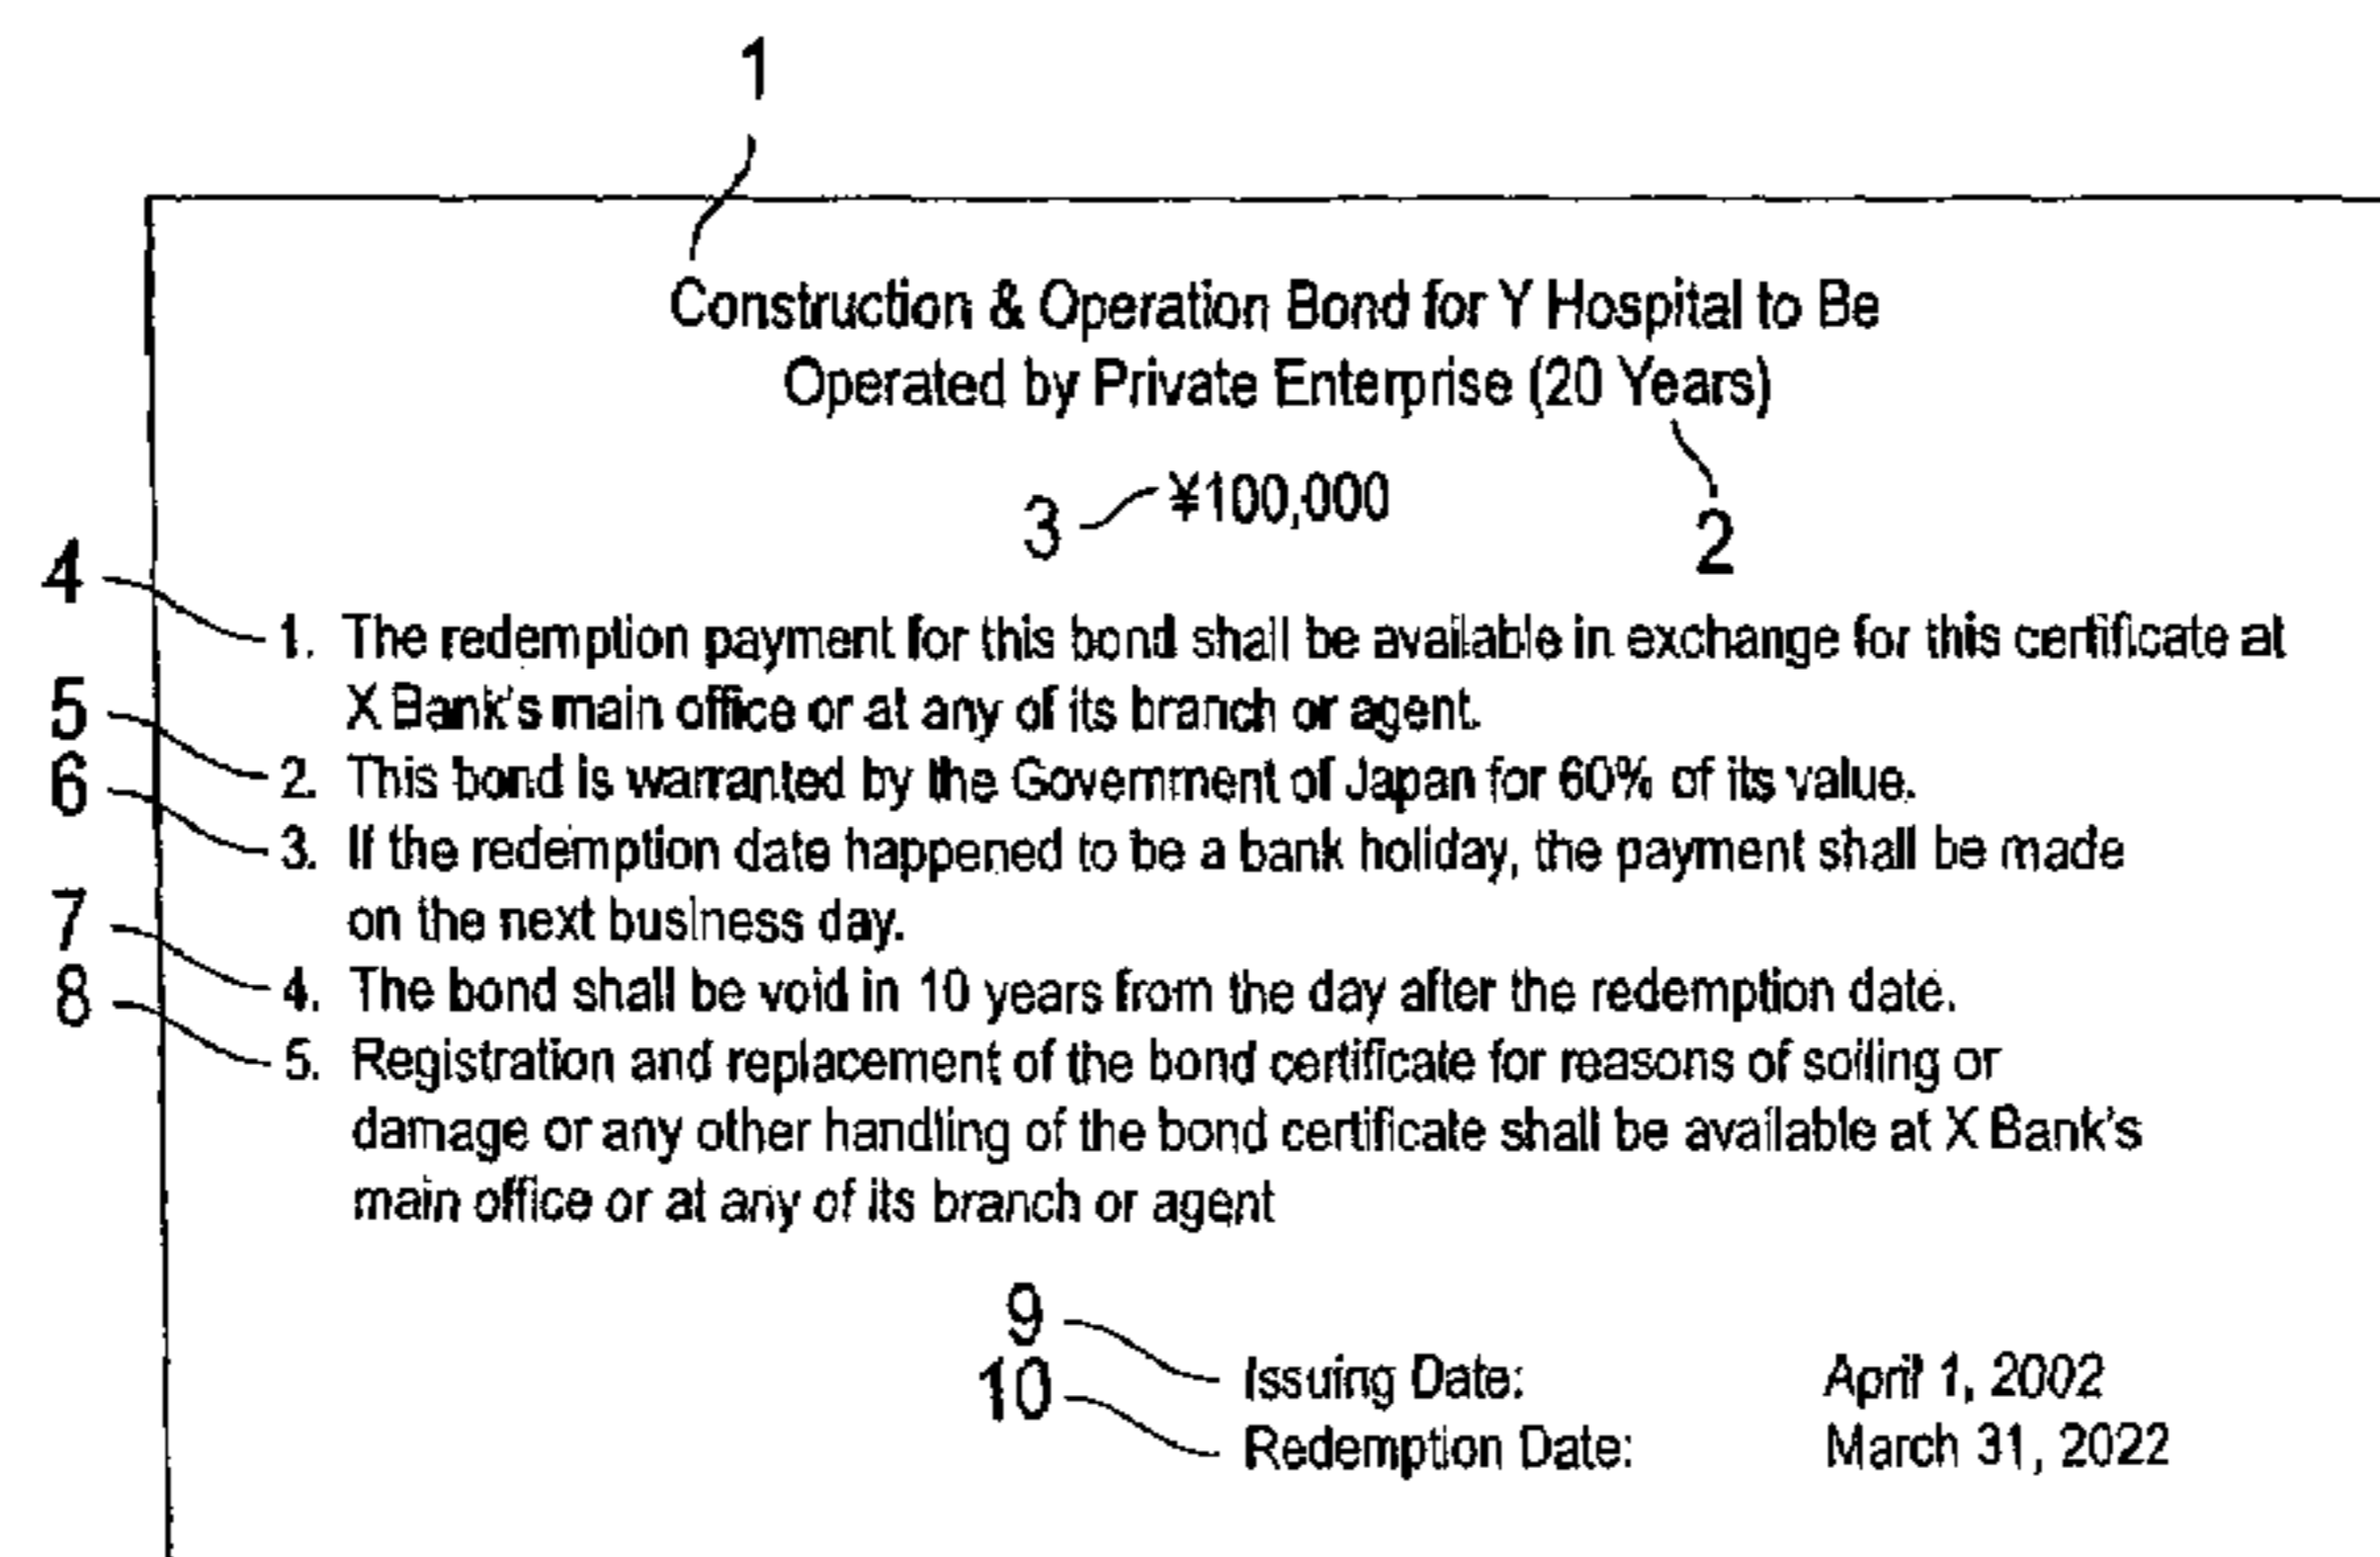 1
Construction & Operation Bond for Y Hospital to Be
Operated by Private Enterprise (20 Years)
3 ¥100,000 2
4
1. The redemption payment for this bond shall be available in exchange for this certificate at
X Bank's main office or at any of its branch or agent.
5
2. This bond is warranted by the Government of Japan for 60% of its value.
6
3. If the redemption date happened to be a bank holiday, the payment shall be made
on the next business day.
7
4. The bond shall be void in 10 years from the day after the redemption date.
8
5. Registration and replacement of the bond certificate for reasons of soiling or
damage or any other handling of the bond certificate shall be available at X Bank's
main office or at any of its branch or agent
9
Issuing Date: April 1, 2002
10
Redemption Date: March 31, 2022